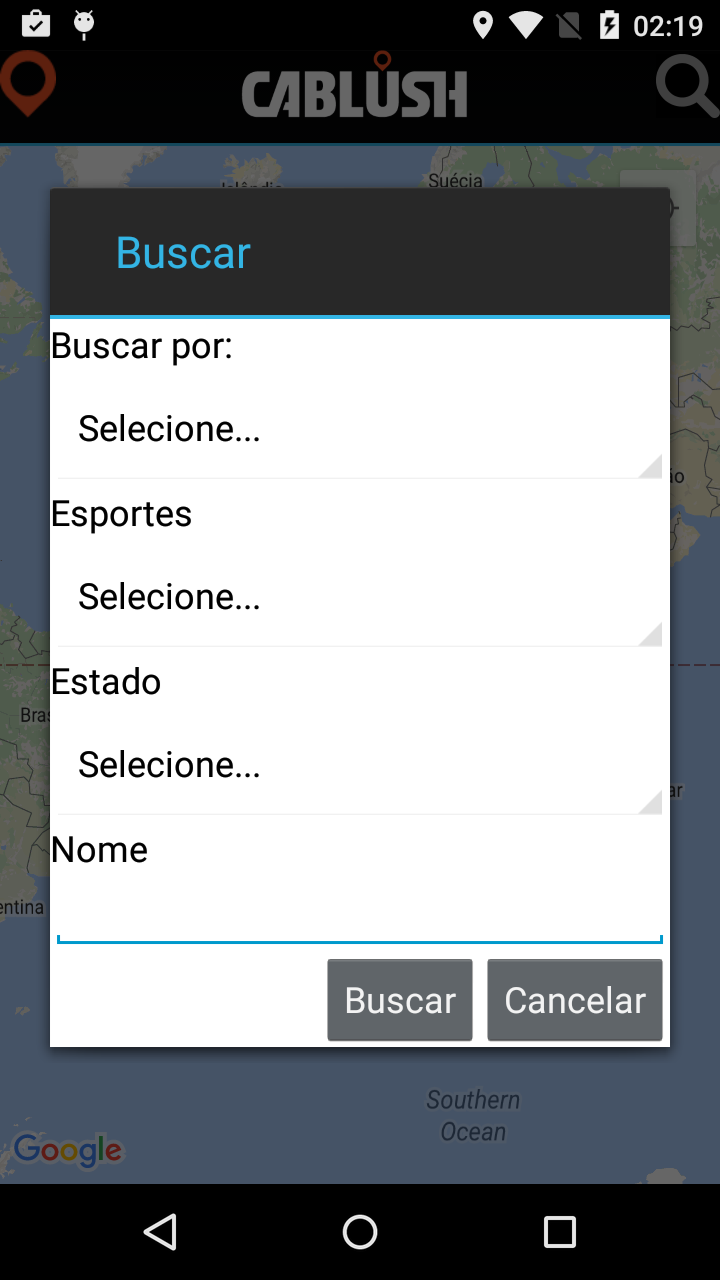 02:19
CABLUSH
Suécia
Buscar
Buscar por:
Selecione...
Esportes
Selecione...
Estado
Selecione...
Nome
Buscar
Cancelar
Southern
Ocean
Google